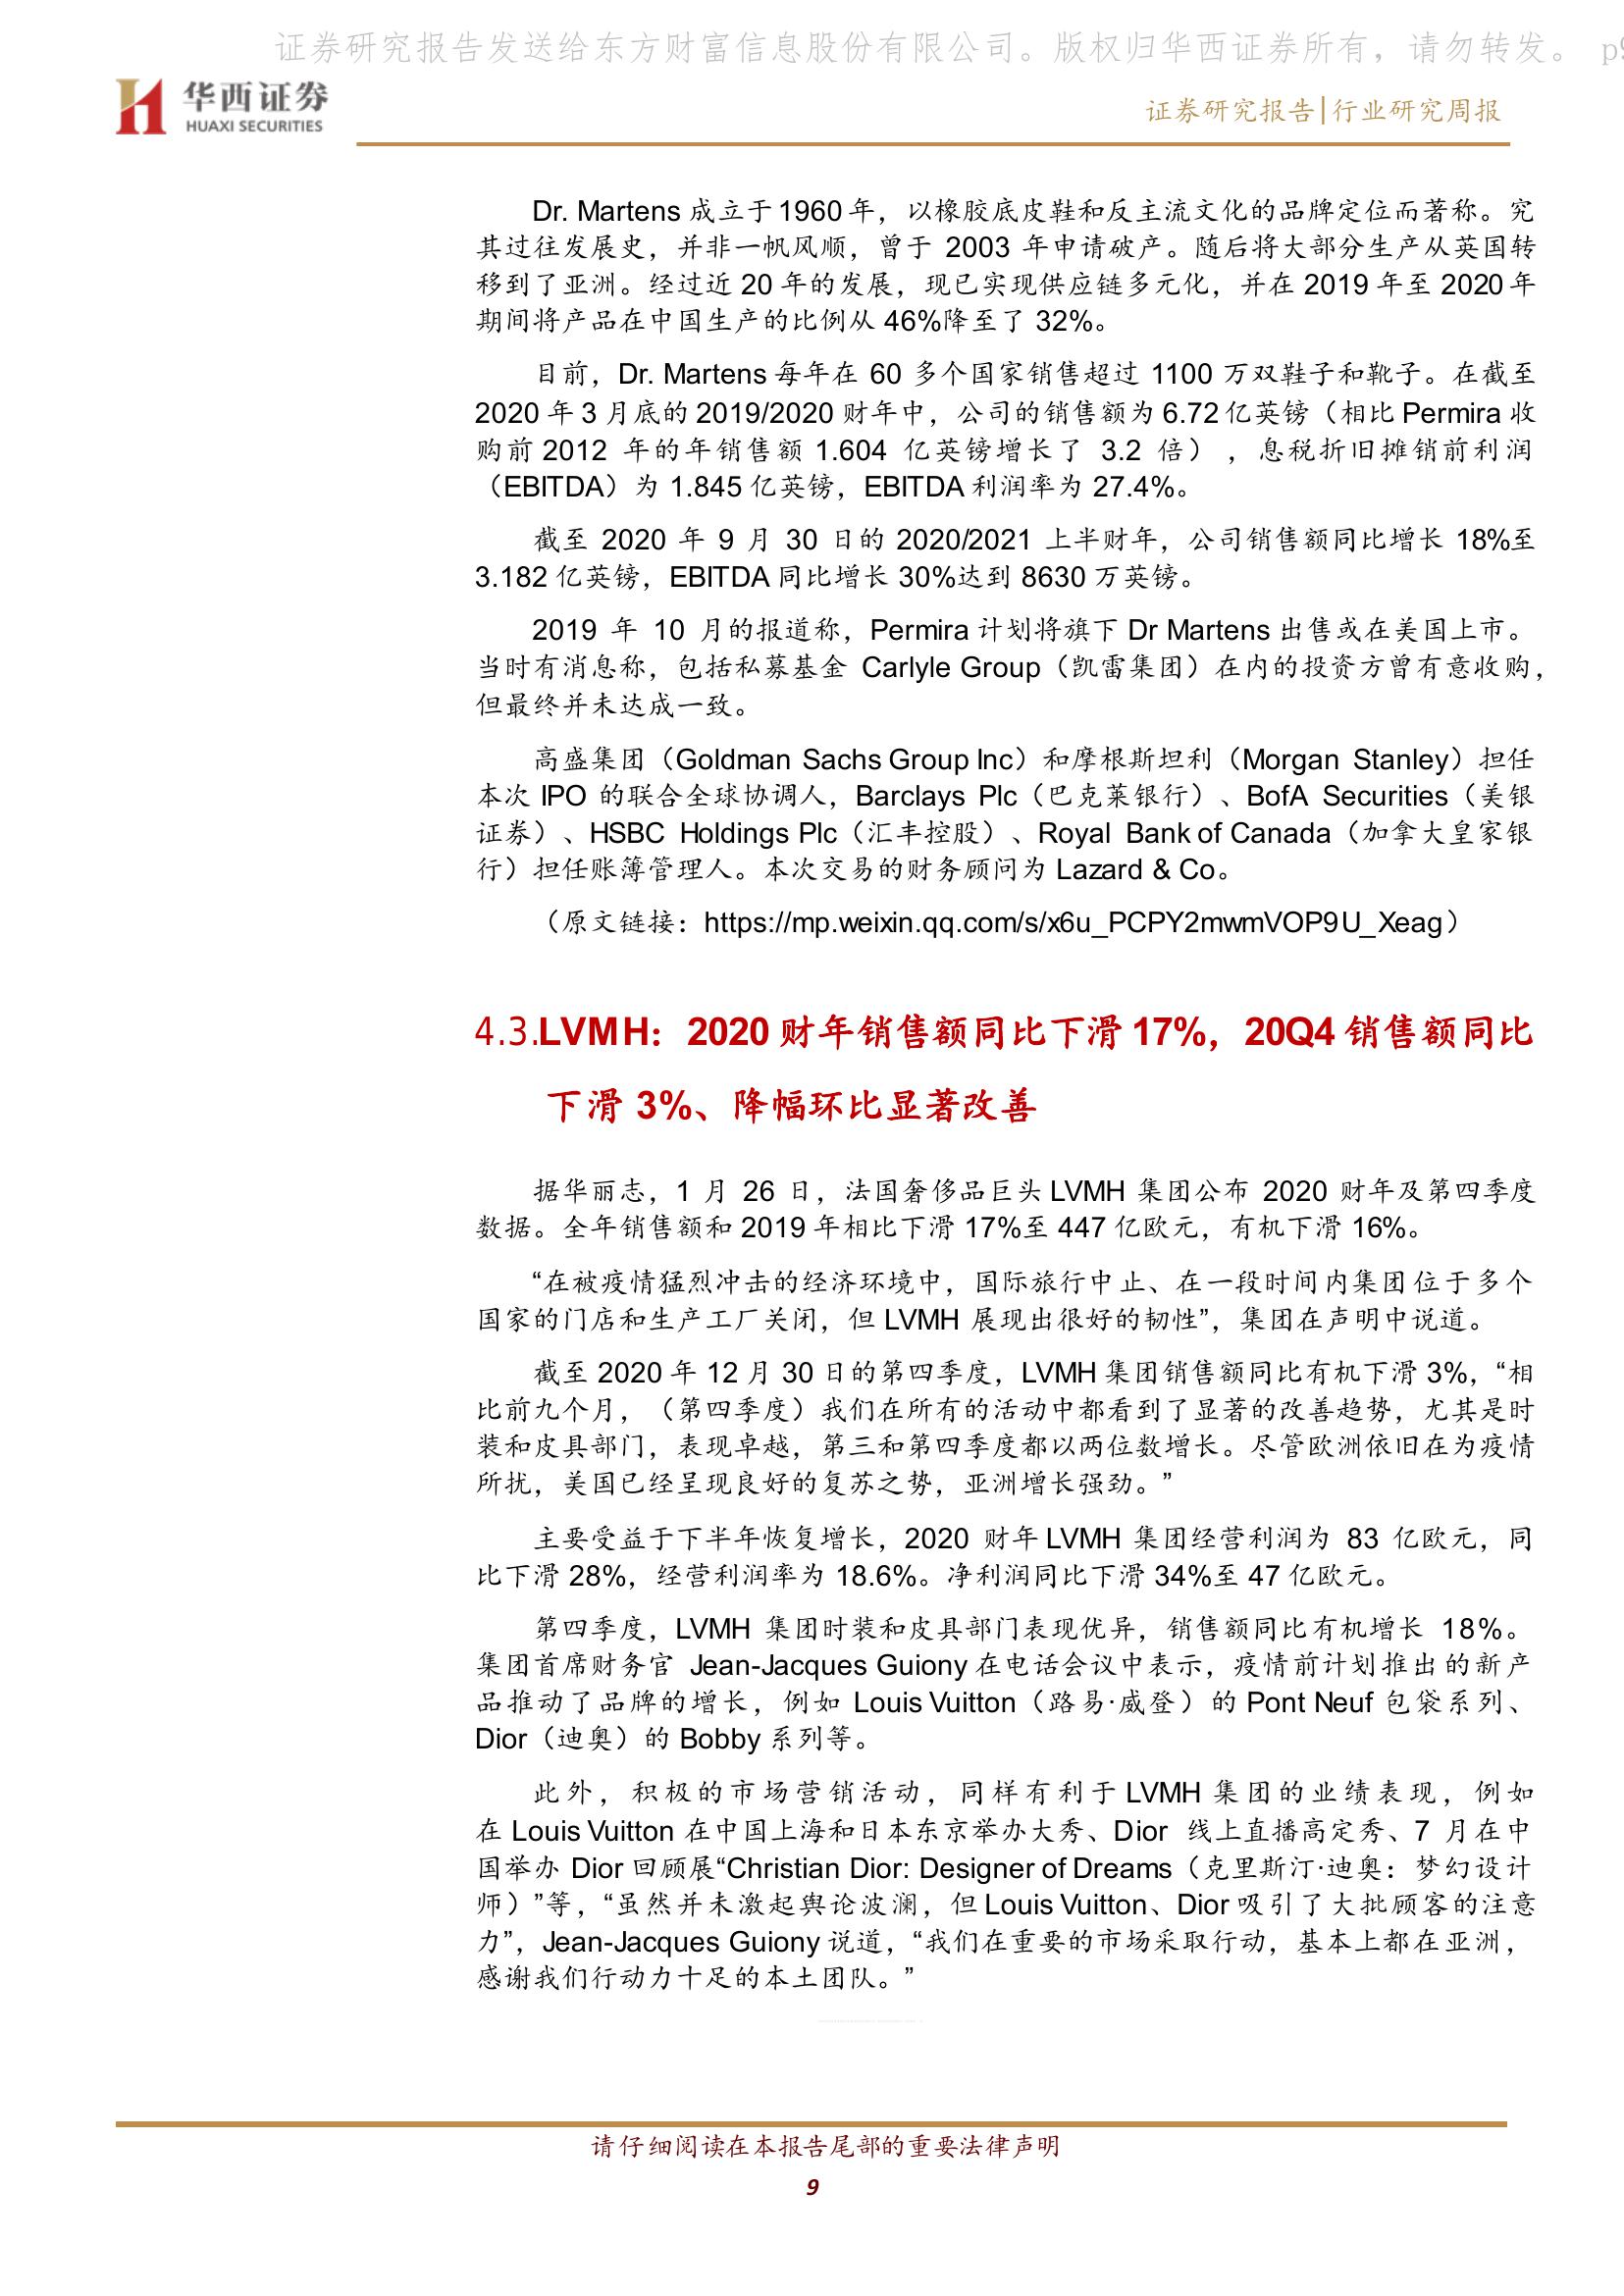 证券研究报告发送给东方财富信息股份有限公司。版权归华西证券所有，请勿转发。 p9
华西证券
HUAXI SECURITIES
证券研究报告|行业研究周报
Dr. Martens 成立于 1960 年，以橡胶底皮鞋和反主流文化的品牌定位而著称。究
其过往发展史，并非一帆风顺，曾于 2003 年申请破产。随后将大部分生产从英国转
移到了亚洲。经过近 20 年的发展，现已实现供应链多元化，并在 2019 年至 2020 年
期间将产品在中国生产的比例从 46%降至了 32%。
目前，Dr. Martens 每年在 60 多个国家销售超过 1100 万双鞋子和靴子。在截至
2020 年 3 月底的 2019/2020 财年中，公司的销售额为 6.72 亿英镑（相比 Permira 收
购前 2012 年的年销售额 1.604 亿英镑增长了 3.2 倍），息税折旧摊销前利润
（EBITDA）为 1.845 亿英镑，EBITDA 利润率为 27.4%。
截至 2020 年 9 月 30 日的 2020/2021 上半财年，公司销售额同比增长 18%至
3.182 亿英镑，EBITDA 同比增长 30%达到 8630 万英镑。
2019 年 10 月的报道称，Permira 计划将旗下 Dr Martens 出售或在美国上市。
当时有消息称，包括私募基金 Carlyle Group（凯雷集团）在内的投资方曾有意收购，
但最终并未达成一致。
高盛集团（Goldman Sachs Group Inc）和摩根斯坦利（Morgan Stanley）担任
本次 IPO 的联合全球协调人，Barclays Plc（巴克莱银行）、BofA Securities（美银
证券）、HSBC Holdings Plc（汇丰控股）、Royal Bank of Canada（加拿大皇家银
行）担任账簿管理人。本次交易的财务顾问为 Lazard & Co。
（原文链接：https://mp.weixin.qq.com/s/x6u_PCPY2mwmVOP9U_Xeag）
4.3.LVMH：2020 财年销售额同比下滑 17%，20Q4 销售额同比
下滑 3%、降幅环比显著改善
据华丽志，1 月 26 日，法国奢侈品巨头 LVMH 集团公布 2020 财年及第四季度
数据。全年销售额和 2019 年相比下滑 17%至 447 亿欧元，有机下滑 16%。
“在被疫情猛烈冲击的经济环境中，国际旅行中止、在一段时间内集团位于多个
国家的门店和生产工厂关闭，但 LVMH 展现出很好的韧性”，集团在声明中说道。
截至 2020 年 12 月 30 日的第四季度，LVMH 集团销售额同比有机下滑 3%，“相
比前九个月，（第四季度）我们在所有的活动中都看到了显著的改善趋势，尤其是时
装和皮具部门，表现卓越，第三和第四季度都以两位数增长。尽管欧洲依旧在为疫情
所扰，美国已经呈现良好的复苏之势，亚洲增长强劲。”
主要受益于下半年恢复增长，2020 财年 LVMH 集团经营利润为 83 亿欧元，同
比下滑 28%，经营利润率为 18.6%。净利润同比下滑 34%至 47 亿欧元。
第四季度，LVMH 集团时装和皮具部门表现优异，销售额同比有机增长 18%。
集团首席财务官 Jean-Jacques Guiony 在电话会议中表示，疫情前计划推出的新产
品推动了品牌的增长，例如 Louis Vuitton（路易·威登）的 Pont Neuf 包袋系列、
Dior（迪奥）的 Bobby 系列等。
此外，积极的市场营销活动，同样有利于 LVMH 集团的业绩表现，例如
在 Louis Vuitton 在中国上海和日本东京举办大秀、Dior 线上直播高定秀、7 月在中
国举办 Dior 回顾展“Christian Dior: Designer of Dreams（克里斯汀·迪奥：梦幻设计
师）”等，“虽然并未激起舆论波澜，但 Louis Vuitton、Dior 吸引了大批顾客的注意
力”，Jean-Jacques Guiony 说道，“我们在重要的市场采取行动，基本上都在亚洲，
感谢我们行动力十足的本土团队。”
请仔细阅读在本报告尾部的重要法律声明
9